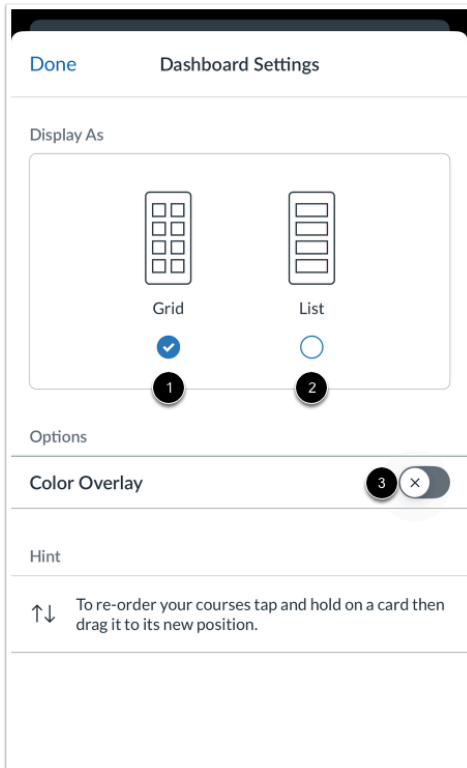 Done Dashboard Settings
Display As
Grid List
1 2
Options
Color Overlay 3
Hint
To re-order your courses tap and hold on a card then
drag it to its new position.